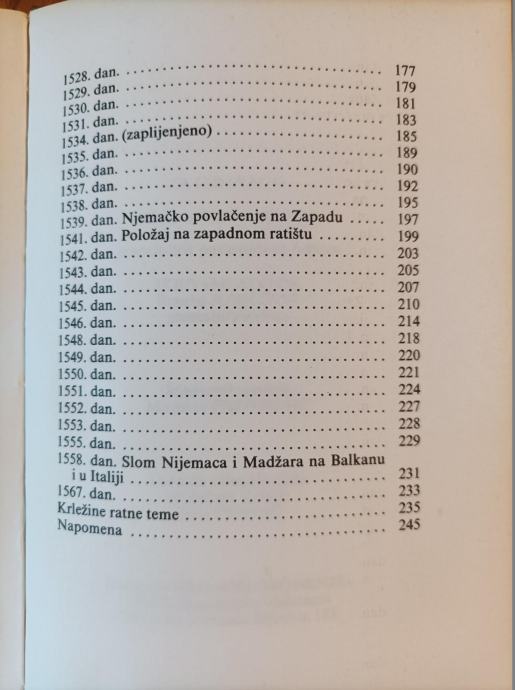 1528. dan. 177
1529. dan. 179
1530. dan. 181
1531. dan. 183
1534. dan. (zaplijenjeno) 185
1535. dan. 189
1536. dan. 190
1537. dan. 192
1538. dan. 195
1539. dan. Njemačko povlačenje na Zapadu ..... 197
1541. dan. Položaj na zapadnom ratištu ......... 199
1542. dan. 203
1543. dan. 205
1544. dan. 207
1545. dan. 210
1546. dan. 214
1548. dan. 218
1549. dan. 220
1550. dan. 221
1551. dan. 224
1552. dan. 227
1553. dan. 228
1555. dan. 229
1558. dan. Slom Nijemaca i Madžara na Balkanu
i u Italiji 231
1567. dan. 233
Krležine ratne teme 235
Napomena 245